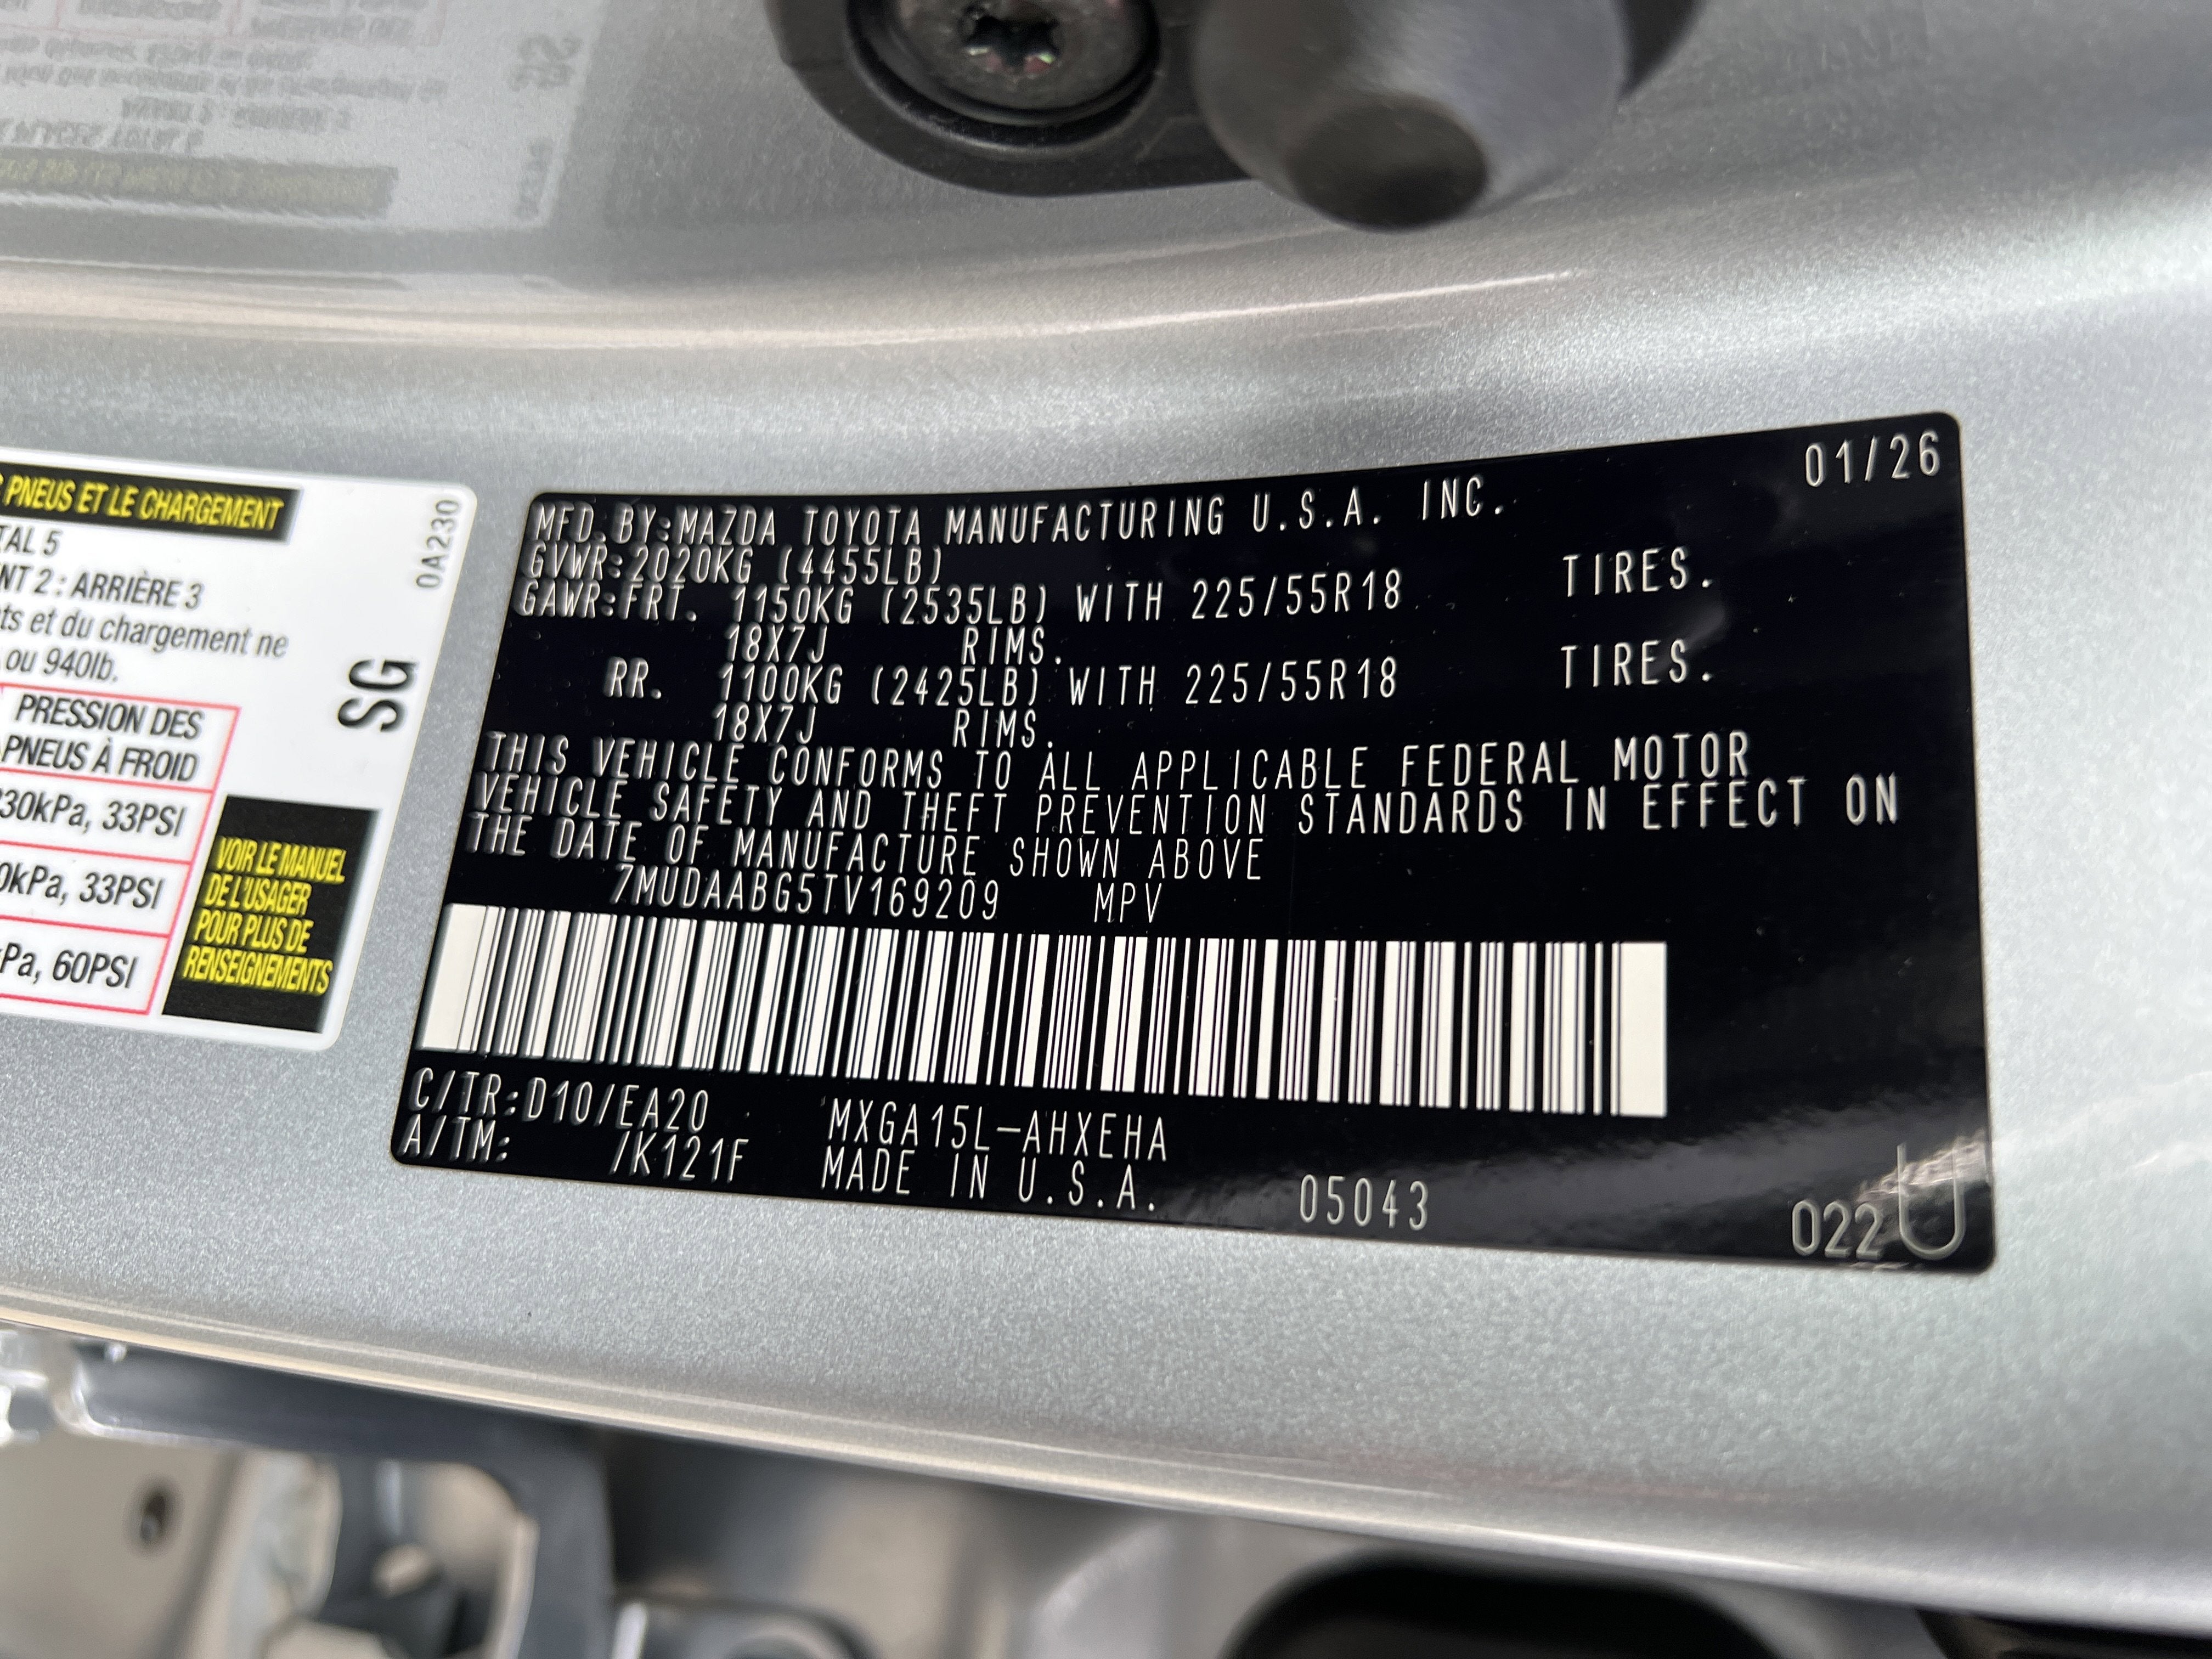 PNEUS ET LE CHARGEMENT
TAL 5
NT 2 : ARRIÈRE 3
ts et du chargement ne
ou 940lb.
PRESSION DES
PNEUS À FROID
30kPa, 33PSI
0kPa, 33PSI
kPa, 60PSI
VOIR LE MANUEL
DE L'USAGER
POUR PLUS DE
RENSEIGNEMENTS
SG
0A230
01/26
MFD.BY:MAZDA TOYOTA MANUFACTURING U.S.A. INC.
GVWR:2020KG (4455LB)
GAWR:FRT. 1150KG (2535LB) WITH 225/55R18 TIRES.
18X7J RIMS.
RR. 1100KG (2425LB) WITH 225/55R18 TIRES.
18X7J RIMS.
THIS VEHICLE CONFORMS TO ALL APPLICABLE FEDERAL MOTOR
VEHICLE SAFETY AND THEFT PREVENTION STANDARDS IN EFFECT ON
THE DATE OF MANUFACTURE SHOWN ABOVE
7MUDAABG5TV169209 MPV
C/TR:D10/EA20 MXGA15L-AHXEHA
A/TM: /K121F MADE IN U.S.A. 05043
022U